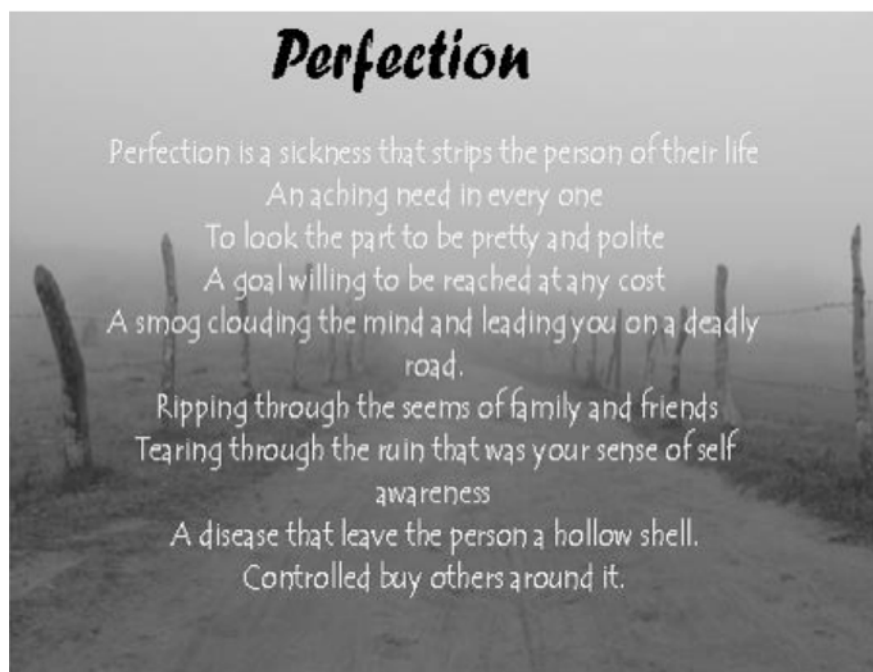 Perfection
Perfection is a sickness that strips the person of their life
An aching need in every one
To look the part to be pretty and polite
A goal willing to be reached at any cost
A smog clouding the mind and leading you on a deadly
road.
Ripping through the seems of family and friends
Tearing through the ruin that was your sense of self
awareness
A disease that leave the person a hollow shell.
Controlled buy others around it.